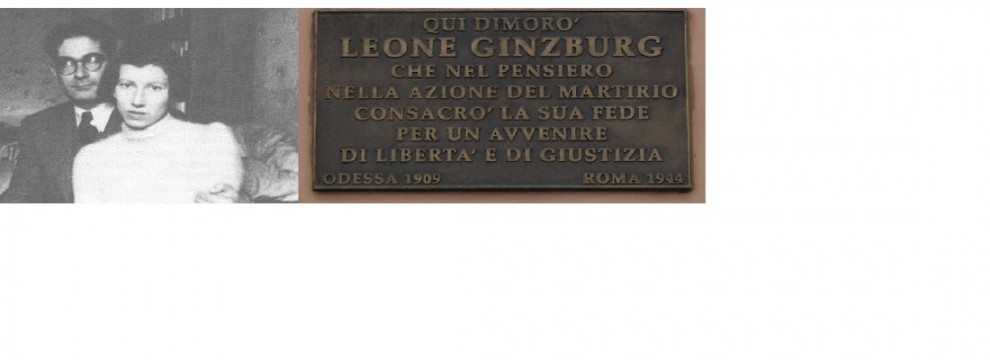 QUI DIMORO'
LEONE GINZBURG
CHE NEL PENSIERO
NELLA AZIONE DEL MARTIRIO
CONSACRO' LA SUA FEDE
PER UN AVVENIRE
DI LIBERTA' E DI GIUSTIZIA
ODESSA 1909 ROMA 1944